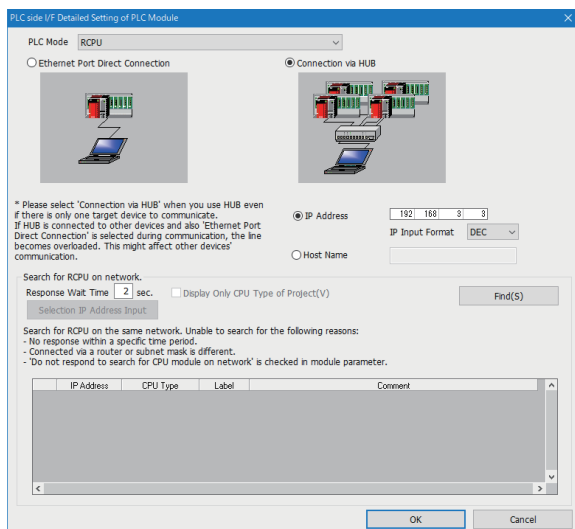 PLC side I/F Detailed Setting of PLC Module
PLC Mode RCPU
Ethernet Port Direct Connection
Connection via HUB
* Please select 'Connection via HUB' when you use HUB even
if there is only one target device to communicate.
If HUB is connected to other devices and also 'Ethernet Port
Direct Connection' is selected during communication, the line
becomes overloaded. This might affect other devices'
communication.
IP Address 192 168 3 3
IP Input Format DEC
Host Name
Search for RCPU on network.
Response Wait Time 2 sec. Display Only CPU Type of Project(V)
Find(S)
Selection IP Address Input
Search for RCPU on the same network. Unable to search for the following reasons:
- No response within a specific time period.
- Connected via a router or subnet mask is different.
- 'Do not respond to search for CPU module on network' is checked in module parameter.
IP Address CPU Type Label Comment
OK Cancel